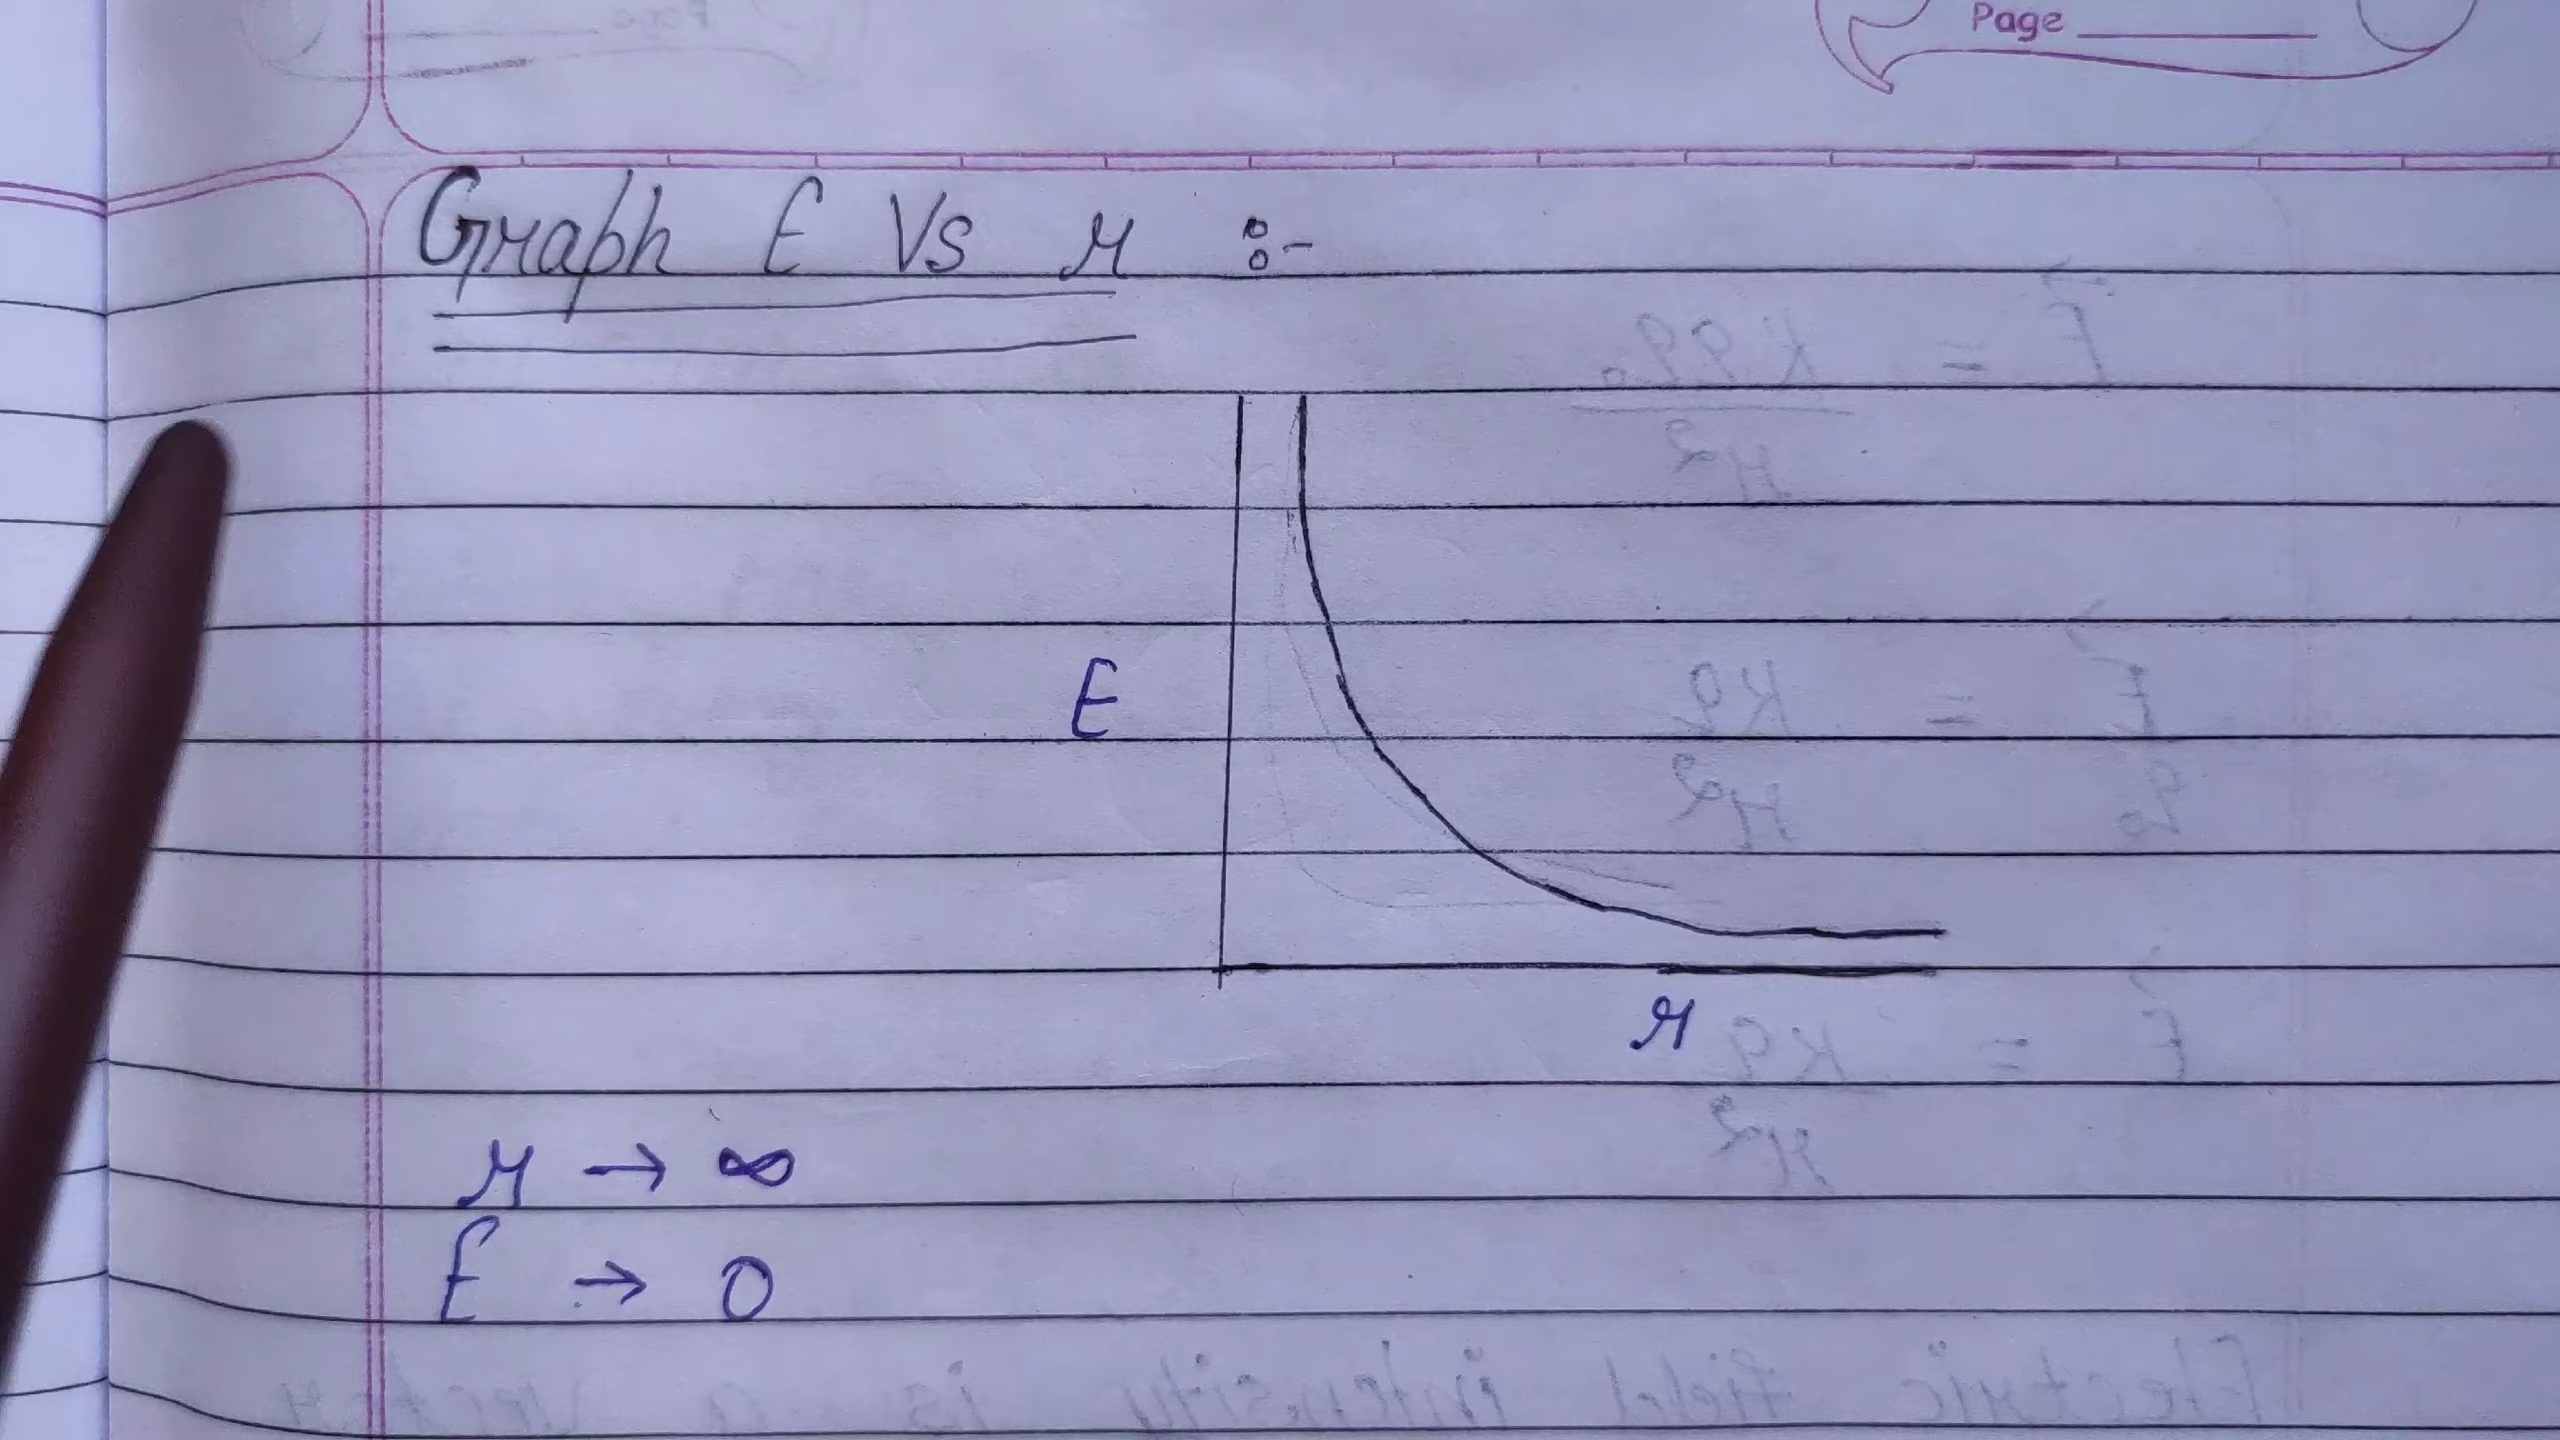 Page
Graph E Vs r :-
E
r
r → ∞
E → 0